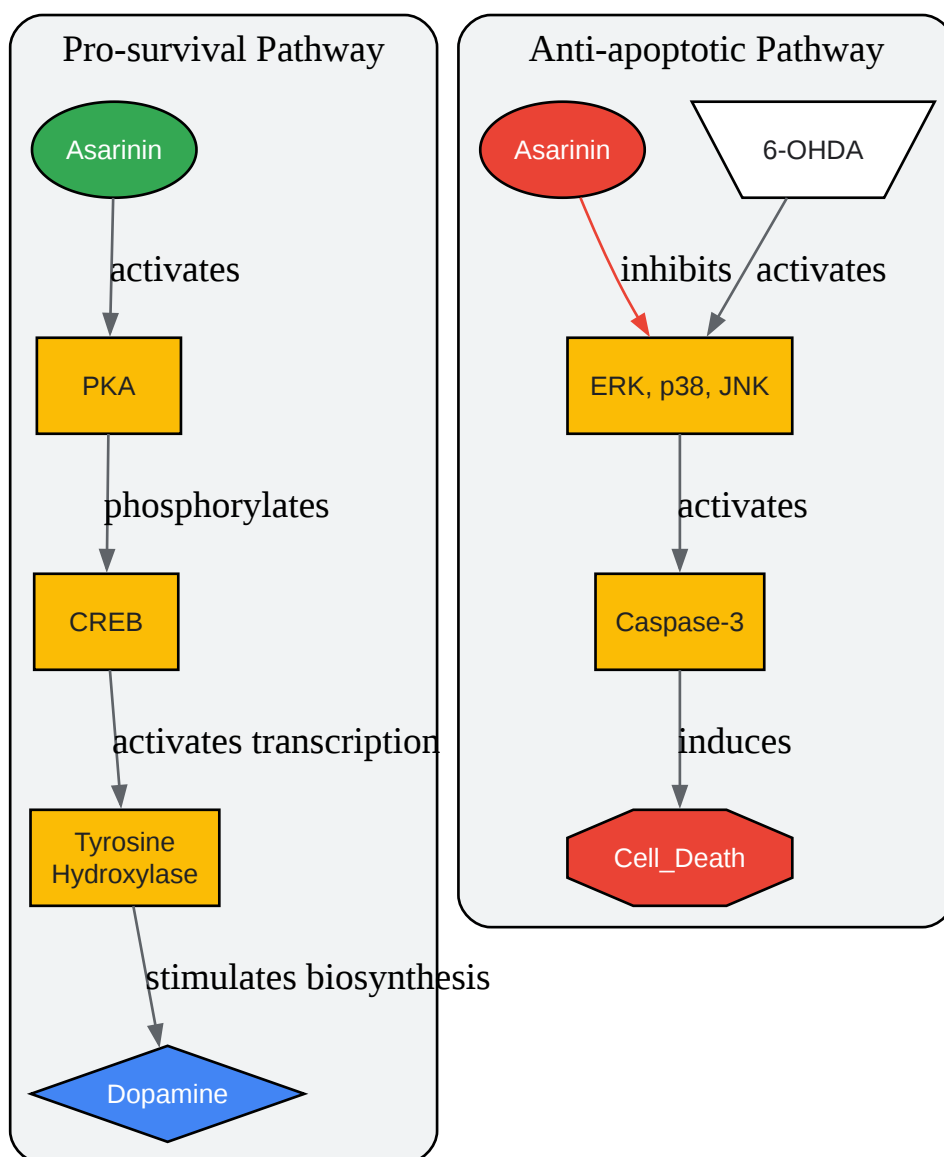 Pro-survival Pathway
Asarinin
activates
PKA
phosphorylates
CREB
activates transcription
Tyrosine
Hydroxylase
stimulates biosynthesis
Dopamine
Anti-apoptotic Pathway
Asarinin
6-OHDA
inhibits
activates
ERK, p38, JNK
activates
Caspase-3
induces
Cell_Death